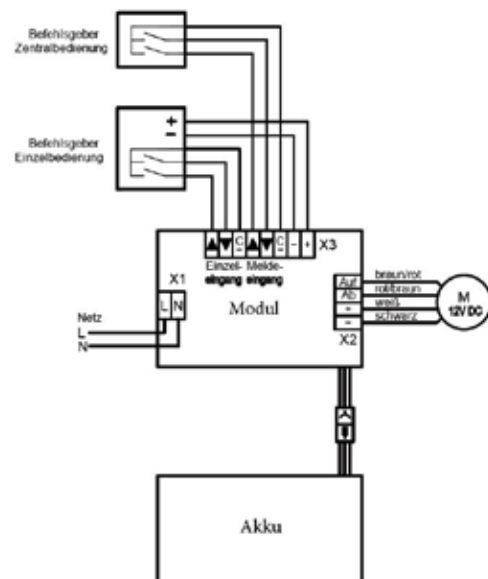 Befehlsgeber
Zentralbedienung
Befehlsgeber
Einzelbedienung
+
−
▲ ▼ C ▲ ▼ C − + X3
Einzel- Melde-
eingang eingang
X1
L N
Modul
Netz
L
N
Auf
Ab
X2
braun/rot
rot/braun
weiß
schwarz
M
12V DC
Akku